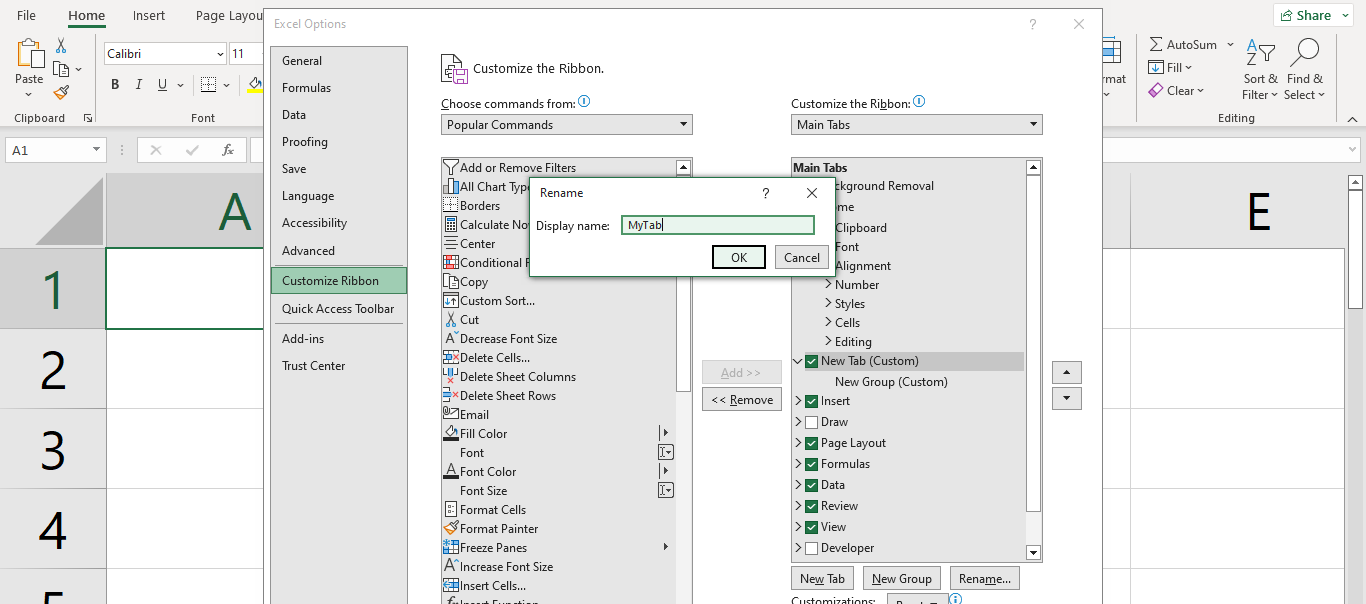 File
Home
Insert
Page Layou
Share
Paste
Clipboard
Calibri
11
B I U
Font
AutoSum
Fill
Clear
Sort &
Filter
Find &
Select
Editing
A1
fx
A
E
1
2
3
4
Excel Options
?
General
Formulas
Data
Proofing
Save
Language
Accessibility
Advanced
Customize Ribbon
Quick Access Toolbar
Add-ins
Trust Center
Customize the Ribbon.
Choose commands from:
Popular Commands
Add or Remove Filters
All Chart Typ
Borders
Calculate No
Center
Conditional F
Copy
Custom Sort...
Cut
Decrease Font Size
Delete Cells...
Delete Sheet Columns
Delete Sheet Rows
Email
Fill Color
Font
Font Color
Font Size
Format Cells
Format Painter
Freeze Panes
Increase Font Size
Insert Cells...
Insert Function
Add >>
<< Remove
Customize the Ribbon:
Main Tabs
Main Tabs
ckground Removal
me
Clipboard
Font
Alignment
Number
Styles
Cells
Editing
New Tab (Custom)
New Group (Custom)
Insert
Draw
Page Layout
Formulas
Data
Review
View
Developer
New Tab
New Group
Rename...
Customizations:
Rename
?
Display name:
MyTab
OK
Cancel